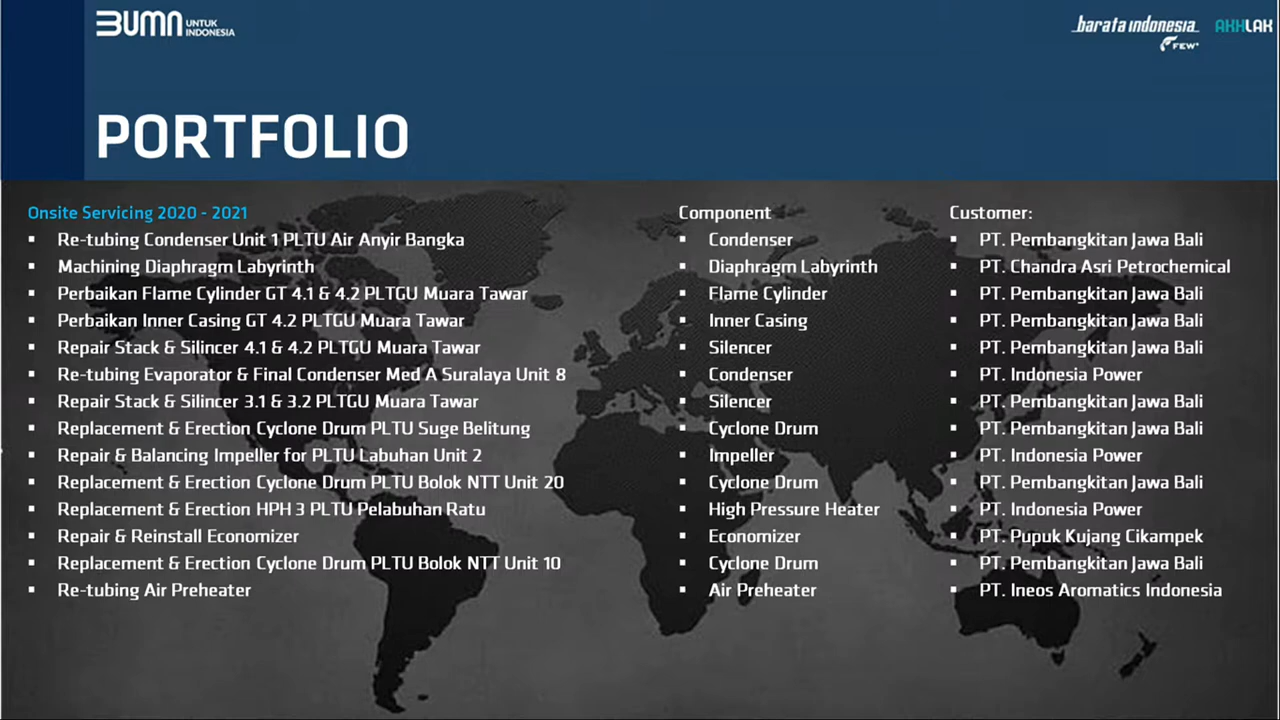 BUMN UNTUK INDONESIA
barata indonesia
FEW
AKHLAK
PORTFOLIO
Onsite Servicing 2020 - 2021 Component Customer:
▪ Re-tubing Condenser Unit 1 PLTU Air Anyir Bangka ▪ Condenser ▪ PT. Pembangkitan Jawa Bali
▪ Machining Diaphragm Labyrinth ▪ Diaphragm Labyrinth ▪ PT. Chandra Asri Petrochemical
▪ Perbaikan Flame Cylinder GT 4.1 & 4.2 PLTGU Muara Tawar ▪ Flame Cylinder ▪ PT. Pembangkitan Jawa Bali
▪ Perbaikan Inner Casing GT 4.2 PLTGU Muara Tawar ▪ Inner Casing ▪ PT. Pembangkitan Jawa Bali
▪ Repair Stack & Silincer 4.1 & 4.2 PLTGU Muara Tawar ▪ Silencer ▪ PT. Pembangkitan Jawa Bali
▪ Re-tubing Evaporator & Final Condenser Med A Suralaya Unit 8 ▪ Condenser ▪ PT. Indonesia Power
▪ Repair Stack & Silincer 3.1 & 3.2 PLTGU Muara Tawar ▪ Silencer ▪ PT. Pembangkitan Jawa Bali
▪ Replacement & Erection Cyclone Drum PLTU Suge Belitung ▪ Cyclone Drum ▪ PT. Pembangkitan Jawa Bali
▪ Repair & Balancing Impeller for PLTU Labuhan Unit 2 ▪ Impeller ▪ PT. Indonesia Power
▪ Replacement & Erection Cyclone Drum PLTU Bolok NTT Unit 20 ▪ Cyclone Drum ▪ PT. Pembangkitan Jawa Bali
▪ Replacement & Erection HPH 3 PLTU Pelabuhan Ratu ▪ High Pressure Heater ▪ PT. Indonesia Power
▪ Repair & Reinstall Economizer ▪ Economizer ▪ PT. Pupuk Kujang Cikampek
▪ Replacement & Erection Cyclone Drum PLTU Bolok NTT Unit 10 ▪ Cyclone Drum ▪ PT. Pembangkitan Jawa Bali
▪ Re-tubing Air Preheater ▪ Air Preheater ▪ PT. Ineos Aromatics Indonesia